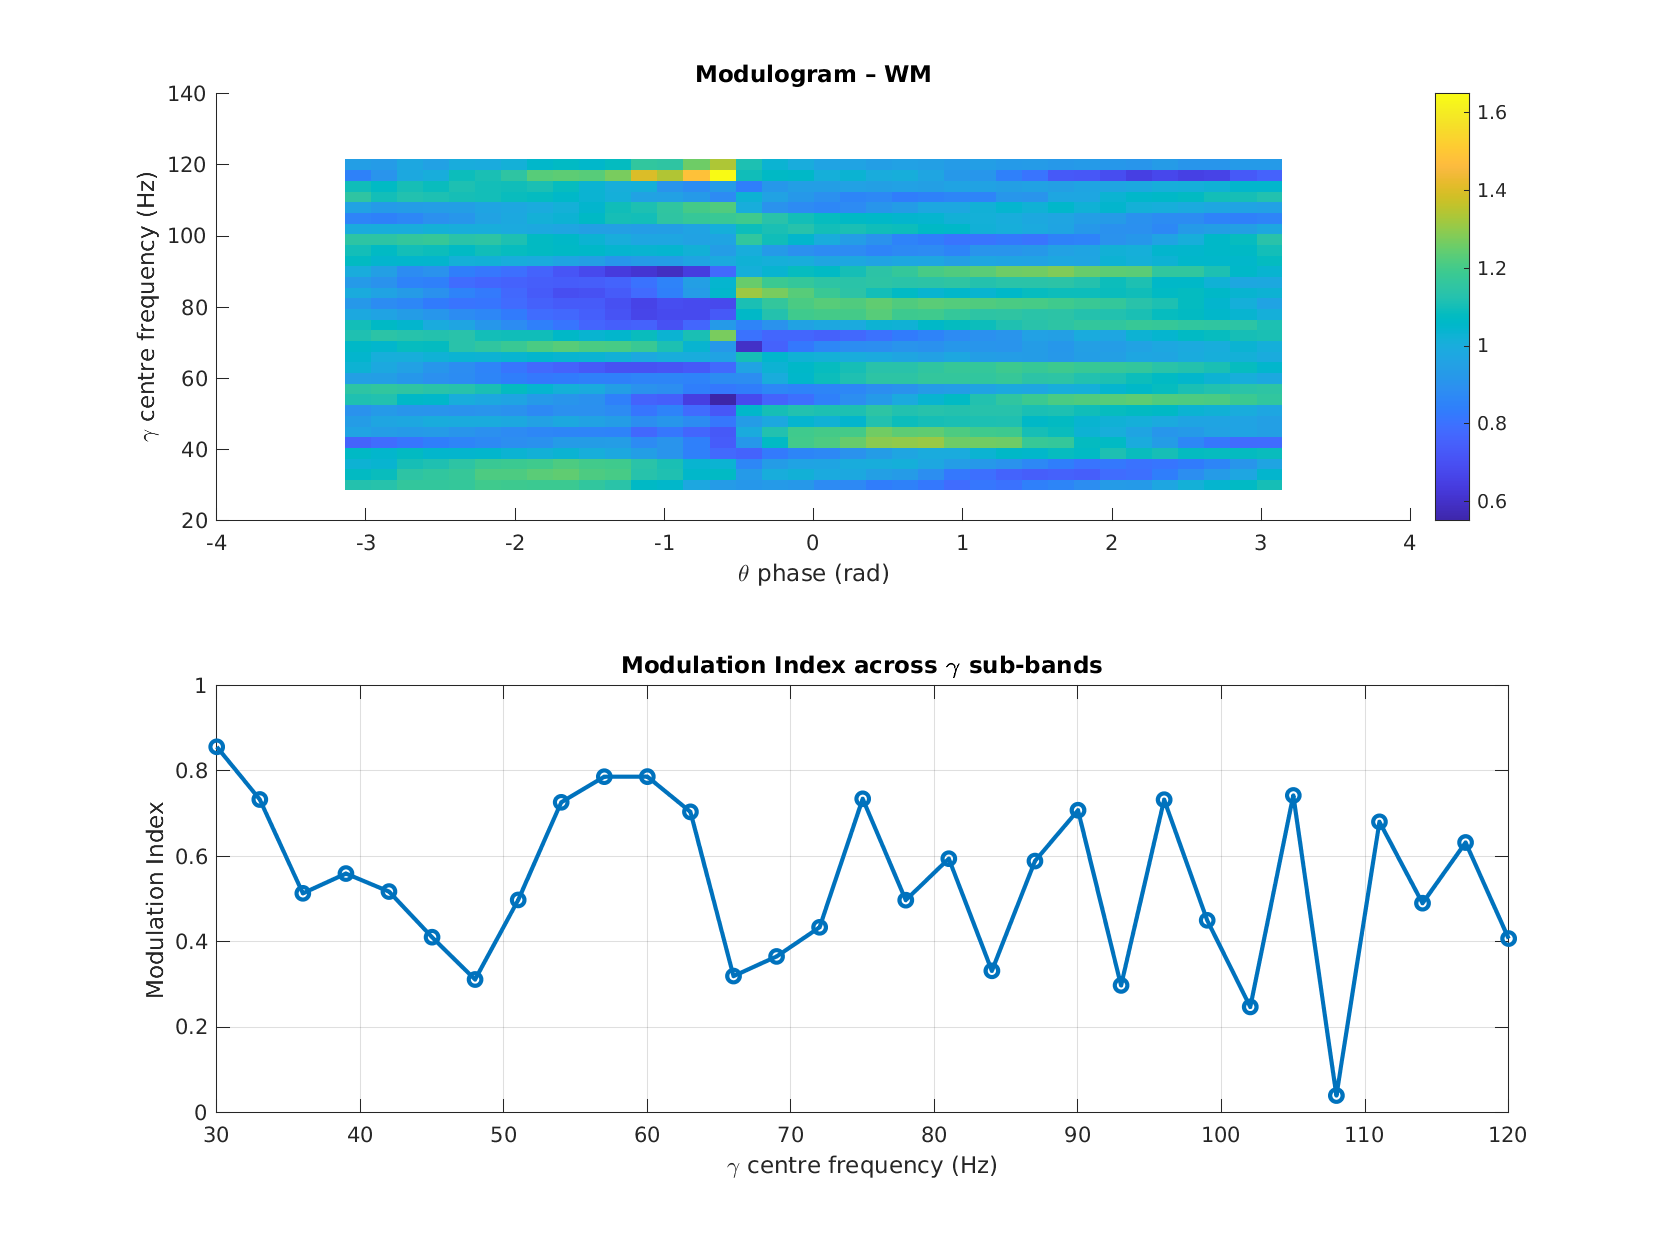 Modulogram – WM
140
120
100
80
60
40
20
-4 -3 -2 -1 0 1 2 3 4
θ phase (rad)
γ centre frequency (Hz)
1.6
1.4
1.2
1
0.8
0.6
Modulation Index across γ sub-bands
1
0.8
0.6
0.4
0.2
0
30 40 50 60 70 80 90 100 110 120
γ centre frequency (Hz)
Modulation Index